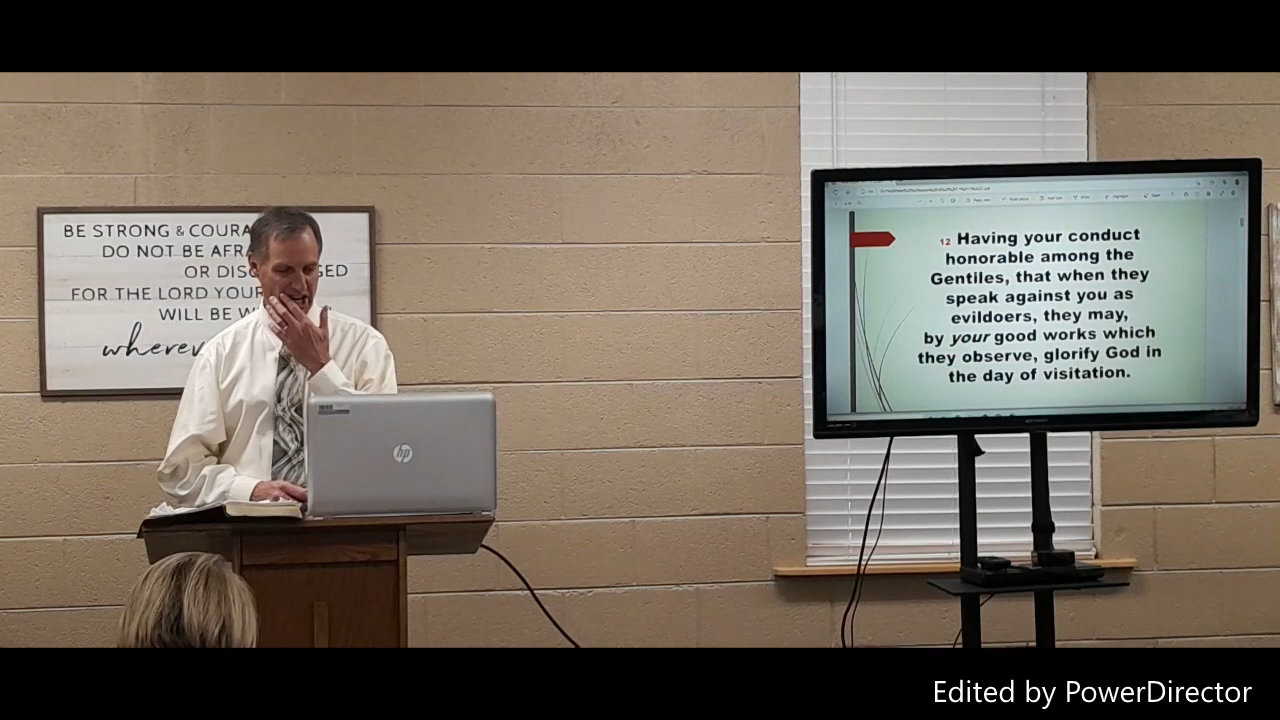 BE STRONG & COURA
DO NOT BE AFRA
OR DISC GED
FOR THE LORD YOUR
WILL BE W
wherev
12 Having your conduct
honorable among the
Gentiles, that when they
speak against you as
evildoers, they may,
by your good works which
they observe, glorify God in
the day of visitation.
hp
Edited by PowerDirector